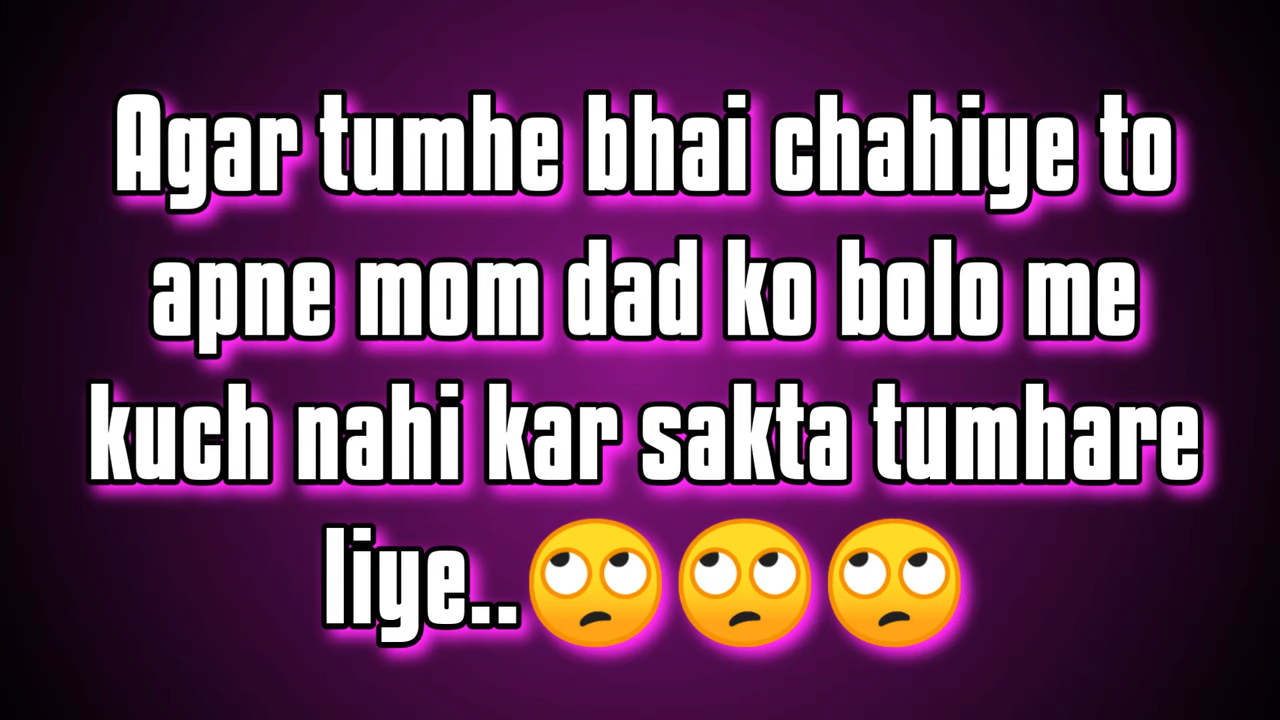 Agar tumhe bhai chahiye to
apne mom dad ko bolo me
kuch nahi kar sakta tumhare
liye..🙄🙄🙄